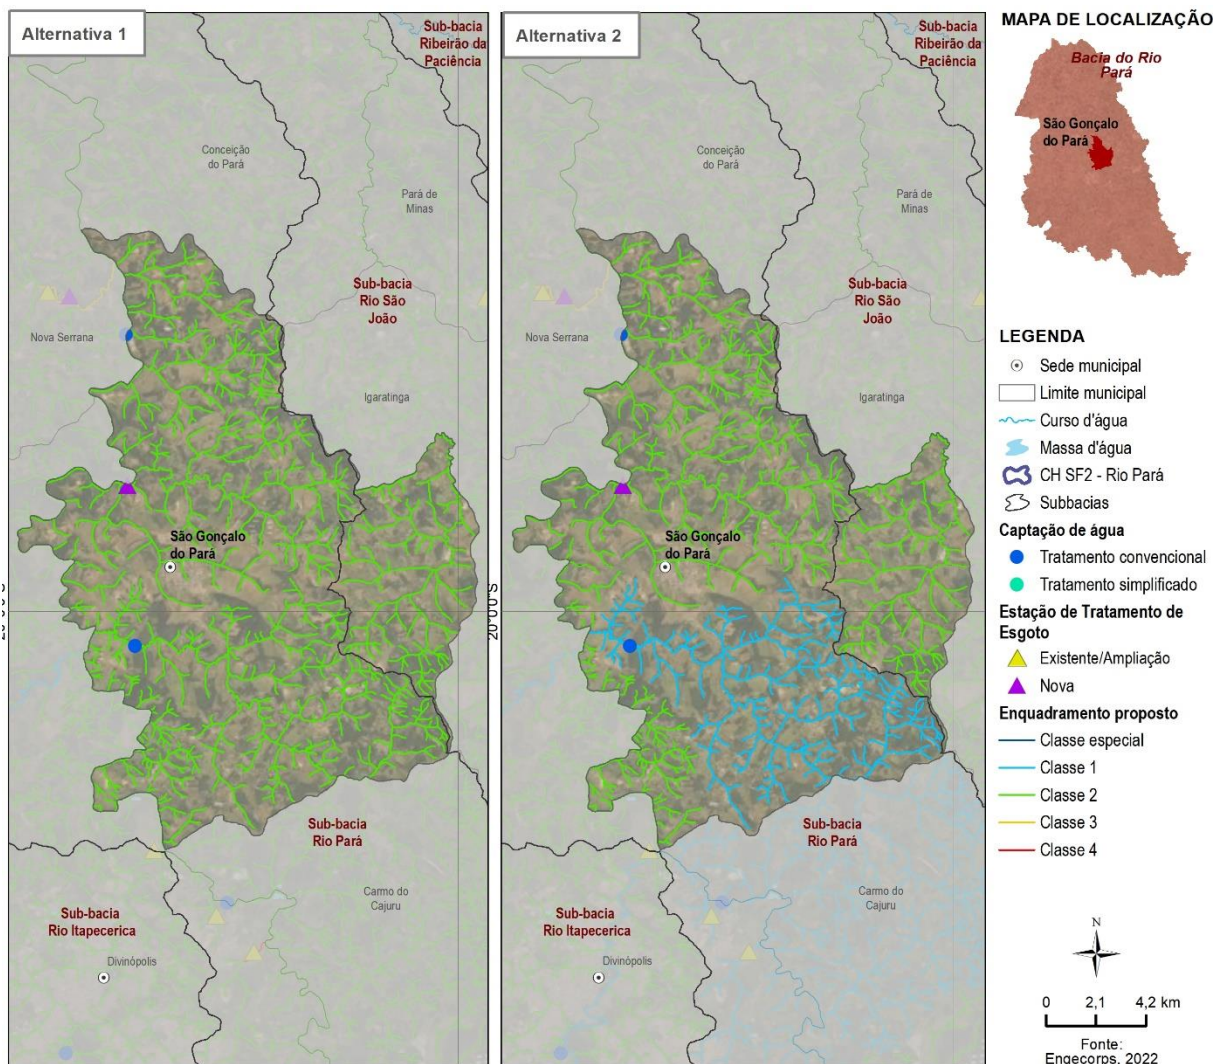 Alternativa 1
Sub-bacia
Ribeirão da
Paciência
Conceição
do Pará
Pará de
Minas
Sub-bacia
Rio São
João
Nova Serrana
Igaratinga
São Gonçalo
do Pará
Sub-bacia
Rio Pará
Carmo do
Cajuru
Sub-bacia
Rio Itapecerica
Divinópolis
Alternativa 2
Sub-bacia
Ribeirão da
Paciência
Conceição
do Pará
Pará de
Minas
Sub-bacia
Rio São
João
Nova Serrana
Igaratinga
São Gonçalo
do Pará
20°0'0"S
Sub-bacia
Rio Pará
Carmo do
Cajuru
Sub-bacia
Rio Itapecerica
Divinópolis
MAPA DE LOCALIZAÇÃO
Bacia do Rio
Pará
São Gonçalo
do Pará
LEGENDA
Sede municipal
Limite municipal
Curso d'água
Massa d'água
CH SF2 - Rio Pará
Subbacias
Captação de água
Tratamento convencional
Tratamento simplificado
Estação de Tratamento de
Esgoto
Existente/Ampliação
Nova
Enquadramento proposto
Classe especial
Classe 1
Classe 2
Classe 3
Classe 4
N
0 2,1 4,2 km
Fonte:
Engecorps, 2022